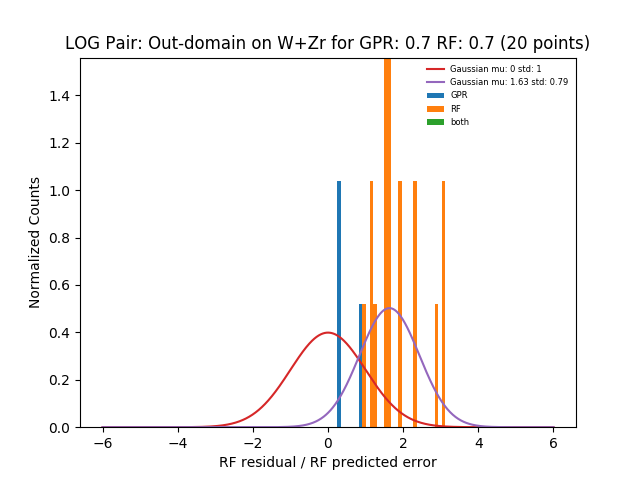 LOG Pair: Out-domain on W+Zr for GPR: 0.7 RF: 0.7 (20 points)
Gaussian mu: 0 std: 1
Gaussian mu: 1.63 std: 0.79
GPR
RF
both
Normalized Counts
1.4
1.2
1.0
0.8
0.6
0.4
0.2
0.0
−6 −4 −2 0 2 4 6
RF residual / RF predicted error